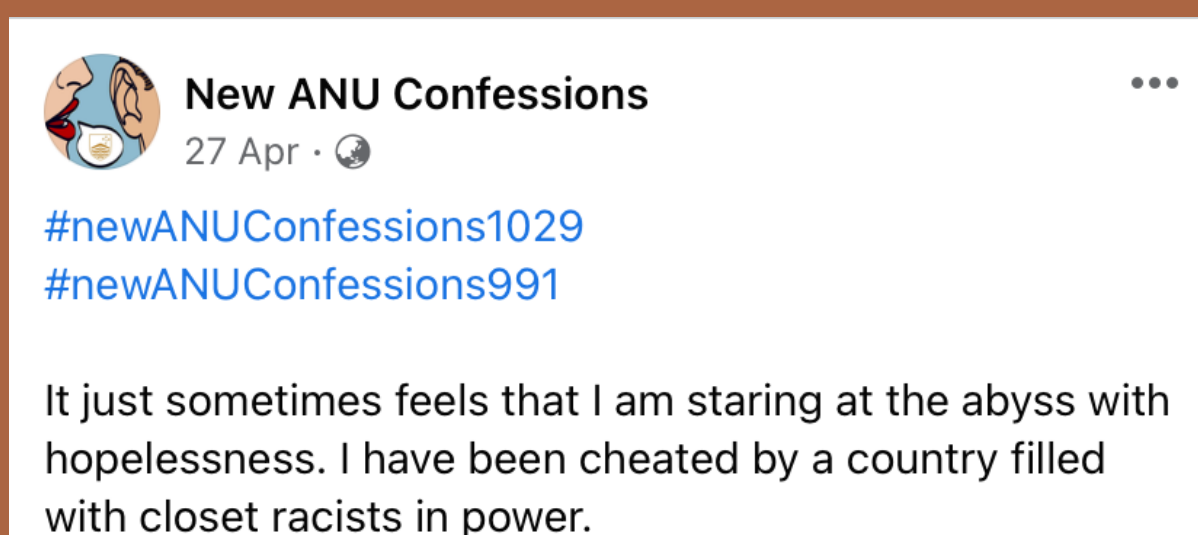 New ANU Confessions
27 Apr ·
#newANUConfessions1029
#newANUConfessions991
It just sometimes feels that I am staring at the abyss with
hopelessness. I have been cheated by a country filled
with closet racists in power.